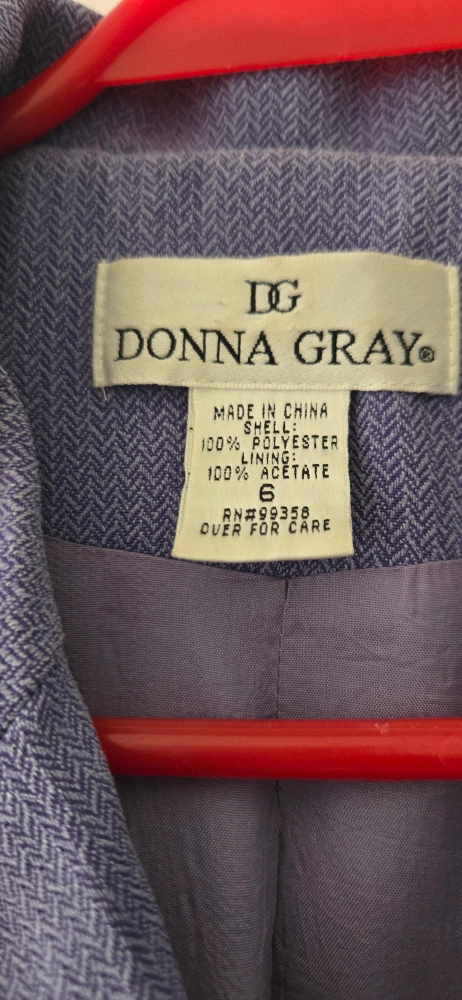 DG
DONNA GRAY®
MADE IN CHINA
SHELL:
100% POLYESTER
LINING:
100% ACETATE
6
RN#99358
OVER FOR CARE